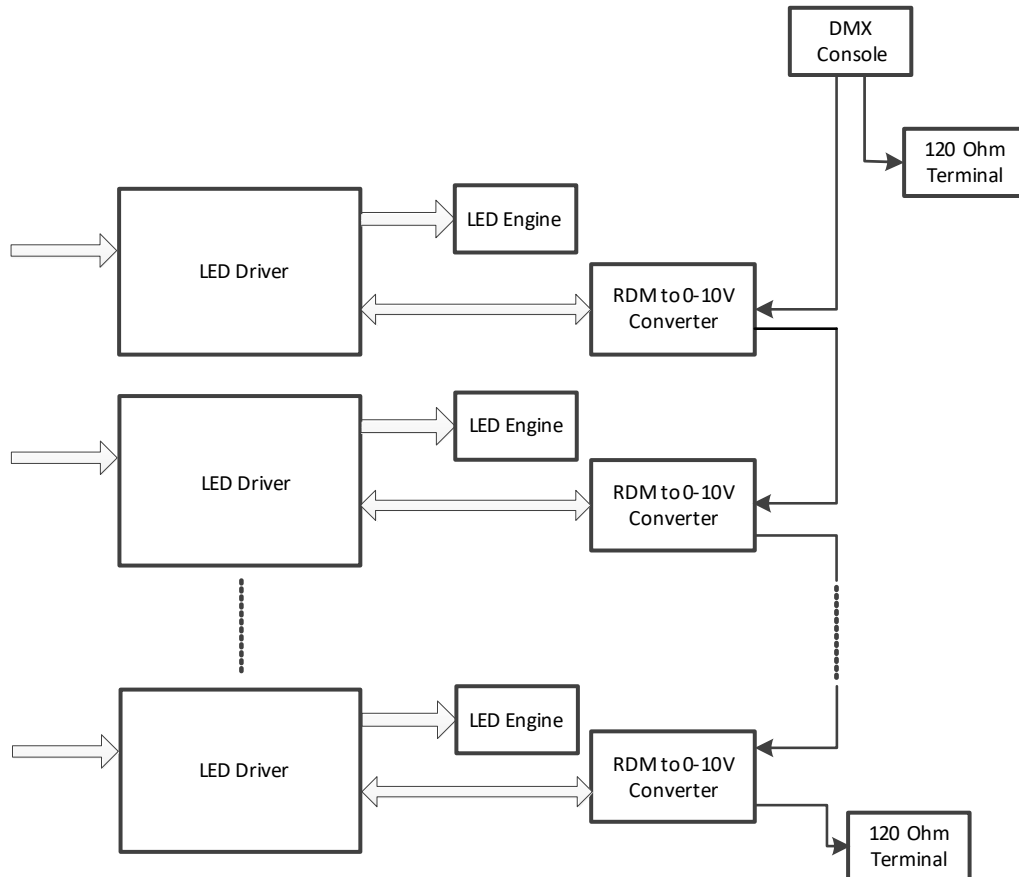 DMX
Console
120 Ohm
Terminal
LED Engine
LED Driver
RDM to 0-10V
Converter
LED Engine
LED Driver
RDM to 0-10V
Converter
LED Engine
LED Driver
RDM to 0-10V
Converter
120 Ohm
Terminal